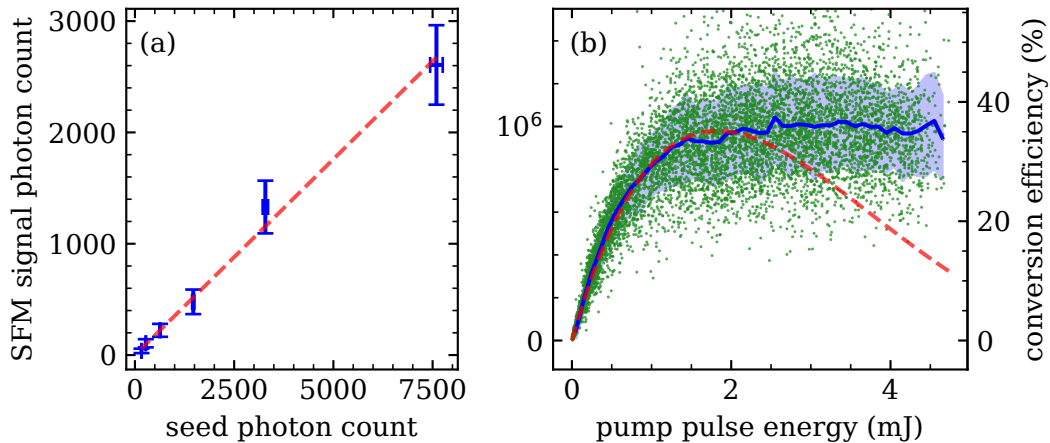 (a)
SFM signal photon count
3000
2000
1000
0
0
2500
5000
7500
seed photon count
(b)
10^6
0
0
2
4
pump pulse energy (mJ)
40
20
0
conversion efficiency (%)